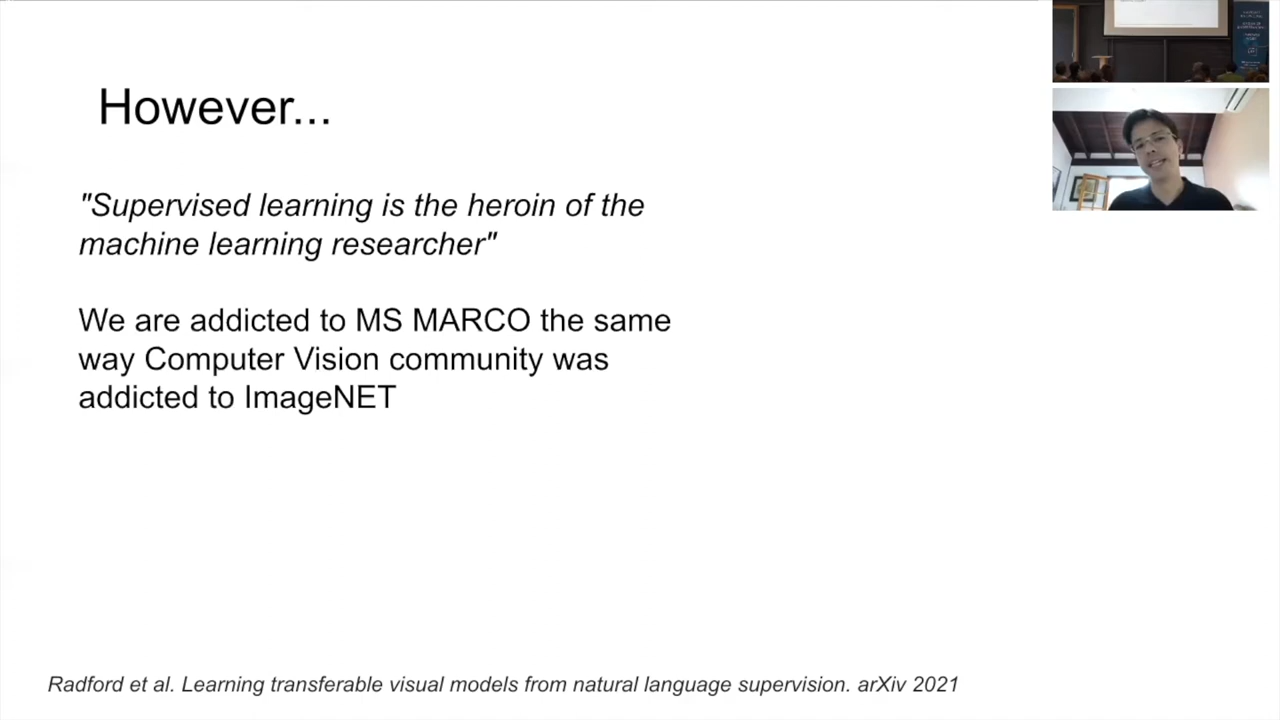 However...
"Supervised learning is the heroin of the
machine learning researcher"
We are addicted to MS MARCO the same
way Computer Vision community was
addicted to ImageNET
Radford et al. Learning transferable visual models from natural language supervision. arXiv 2021